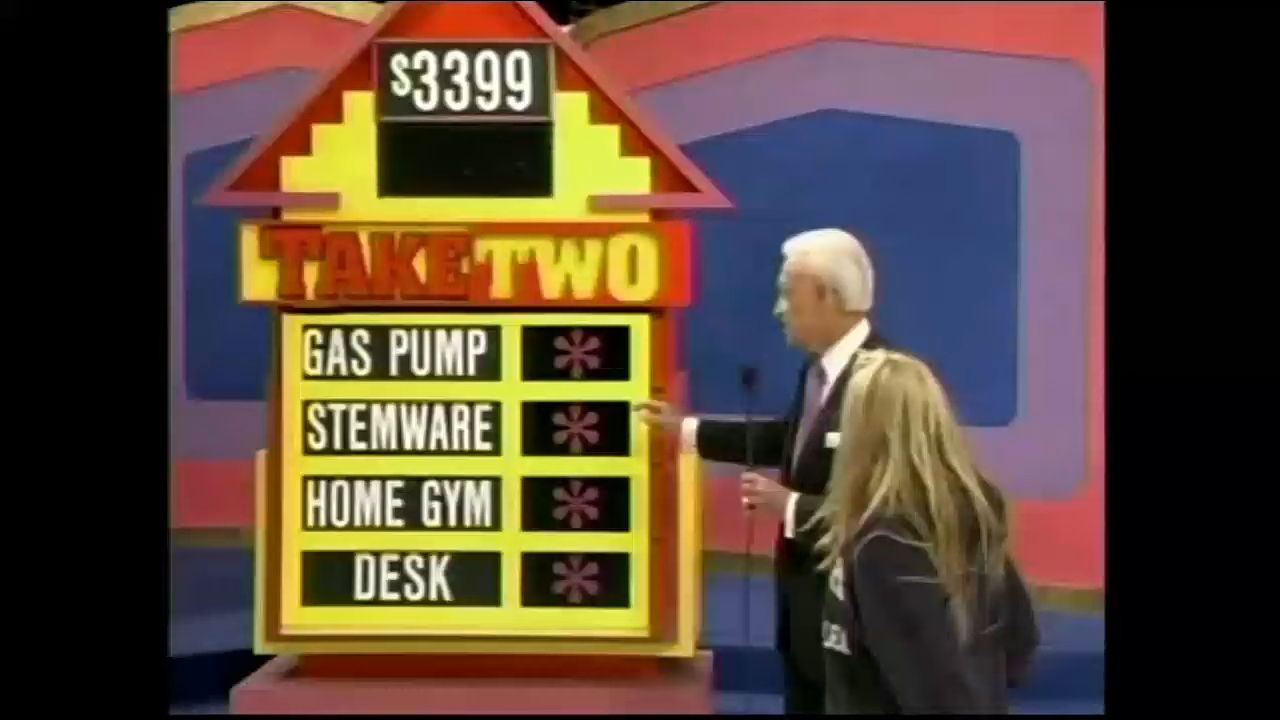 $3399
TAKE TWO
GAS PUMP *
STEMWARE *
HOME GYM *
DESK *